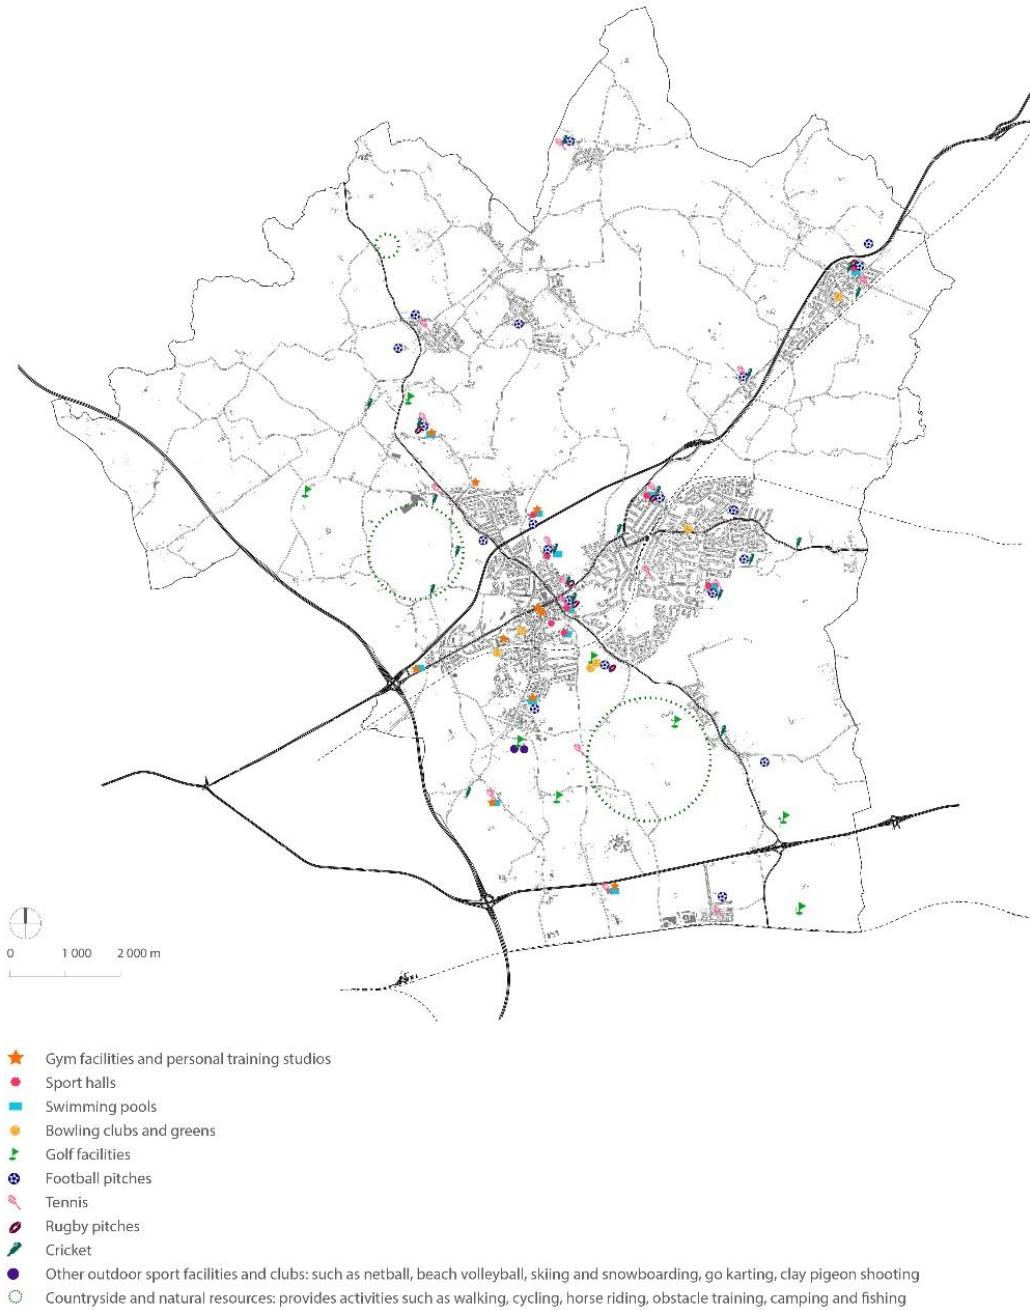 0 1 000 2 000 m
Gym facilities and personal training studios
Sport halls
Swimming pools
Bowling clubs and greens
Golf facilities
Football pitches
Tennis
Rugby pitches
Cricket
Other outdoor sport facilities and clubs: such as netball, beach volleyball, skiing and snowboarding, go karting, clay pigeon shooting
Countryside and natural resources: provides activities such as walking, cycling, horse riding, obstacle training, camping and fishing